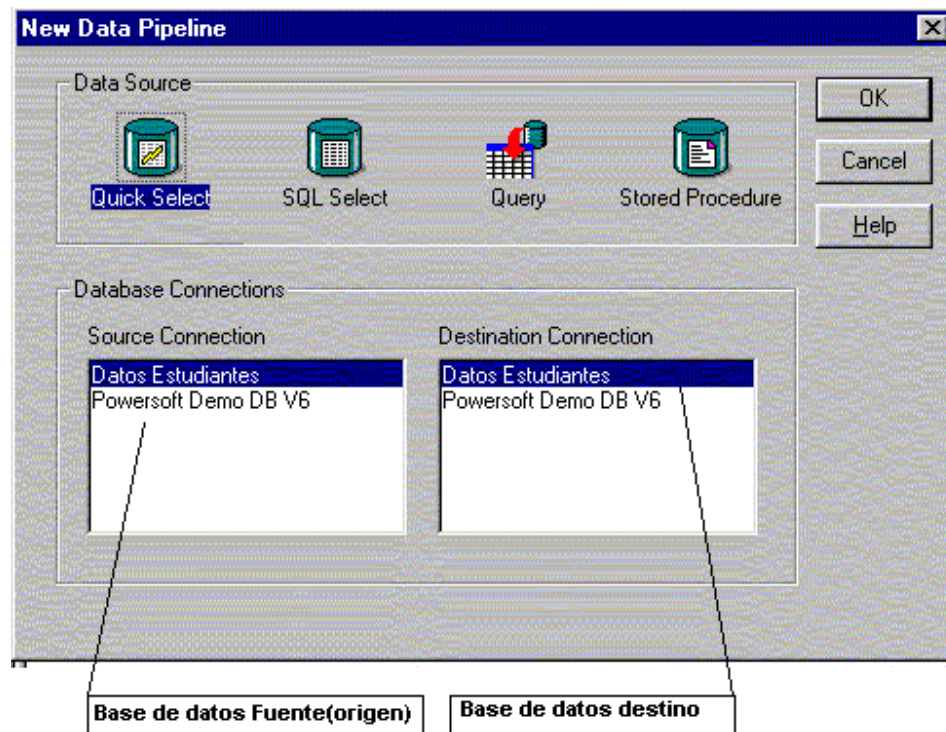 New Data Pipeline
Data Source
Quick Select
SQL Select
Query
Stored Procedure
OK
Cancel
Help
Database Connections
Source Connection
Destination Connection
Datos Estudiantes
Powersoft Demo DB V6
Datos Estudiantes
Powersoft Demo DB V6
Base de datos Fuente(origen)
Base de datos destino